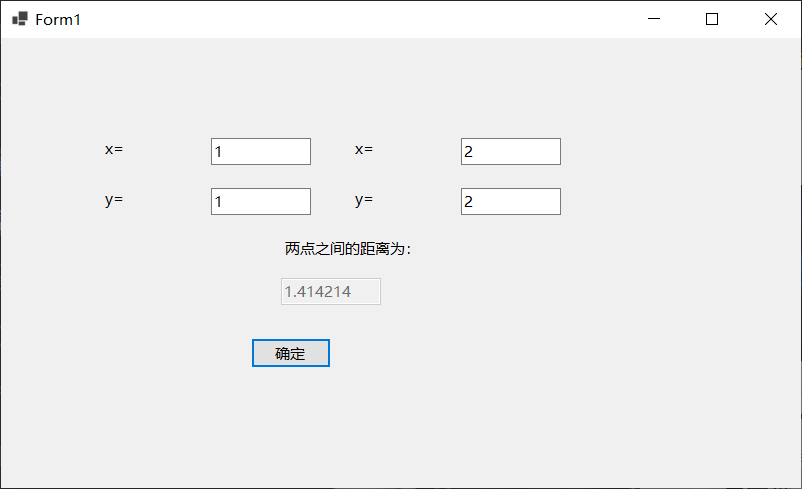 Form1
x= 1 x= 2
y= 1 y= 2
两点之间的距离为:
1.414214
确定